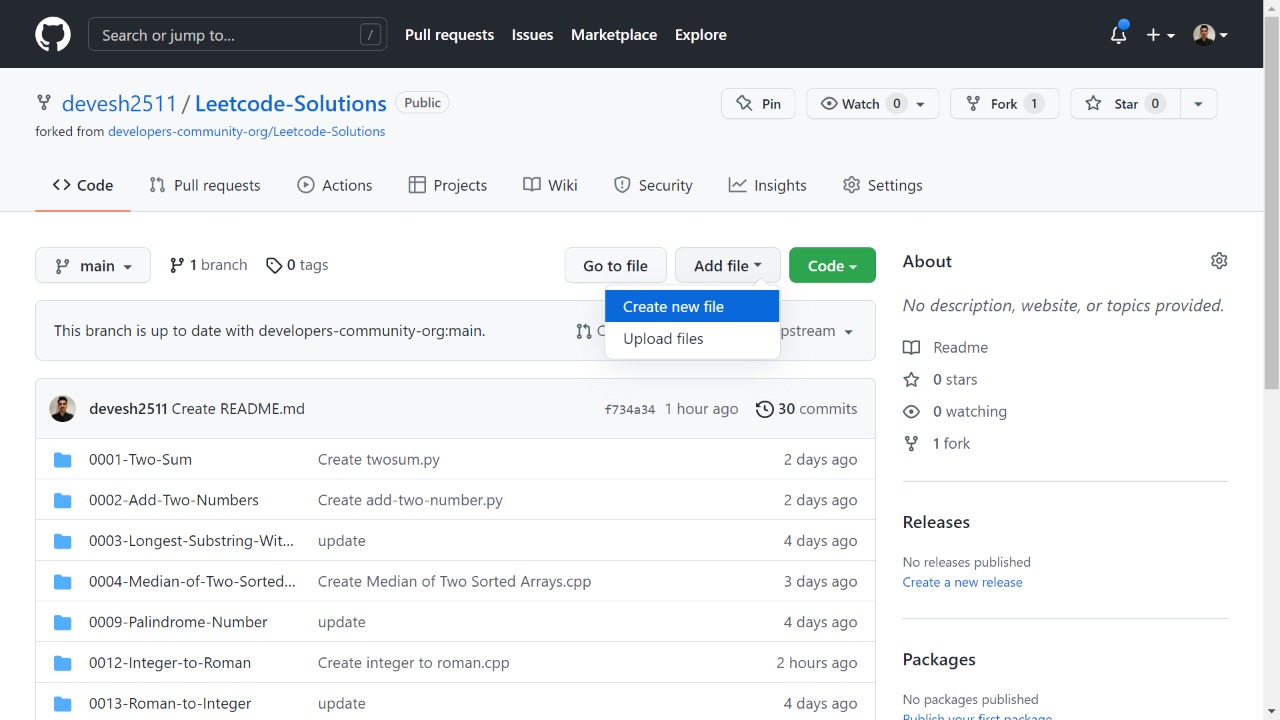 Search or jump to... /
Pull requests Issues Marketplace Explore
devesh2511 / Leetcode-Solutions Public
forked from developers-community-org/Leetcode-Solutions
Pin Watch 0 Fork 1 Star 0
Code Pull requests Actions Projects Wiki Security Insights Settings
main 1 branch 0 tags Go to file Add file Code
Create new file
Upload files
This branch is up to date with developers-community-org:main.
devesh2511 Create README.md f734a34 1 hour ago 30 commits
0001-Two-Sum Create twosum.py 2 days ago
0002-Add-Two-Numbers Create add-two-number.py 2 days ago
0003-Longest-Substring-Wit... update 4 days ago
0004-Median-of-Two-Sorted... Create Median of Two Sorted Arrays.cpp 3 days ago
0009-Palindrome-Number update 4 days ago
0012-Integer-to-Roman Create integer to roman.cpp 2 hours ago
0013-Roman-to-Integer update 4 days ago
About
No description, website, or topics provided.
Readme
0 stars
0 watching
1 fork
Releases
No releases published
Create a new release
Packages
No packages published
Publish your first package